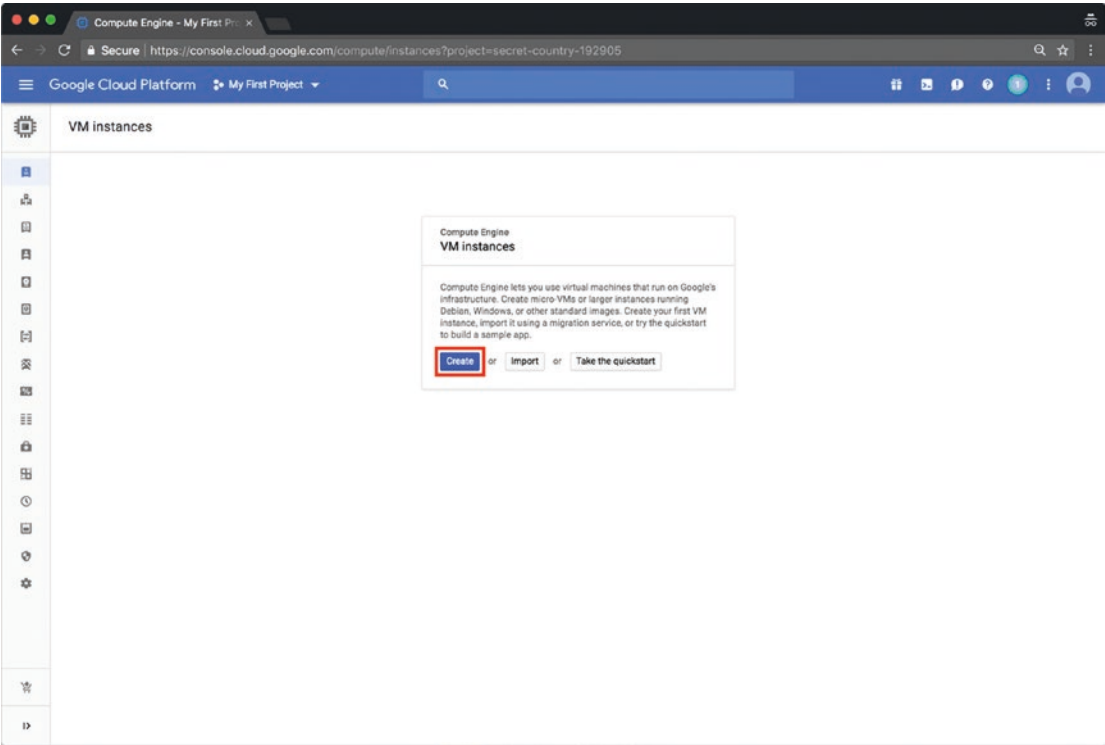 Compute Engine - My First Pro
Secure | https://console.cloud.google.com/compute/instances?project=secret-country-192905
Google Cloud Platform My First Project
1
VM instances
Compute Engine
VM instances
Compute Engine lets you use virtual machines that run on Google's
infrastructure. Create micro-VMs or larger instances running
Debian, Windows, or other standard images. Create your first VM
instance, import it using a migration service, or try the quickstart
to build a sample app.
Create or Import or Take the quickstart